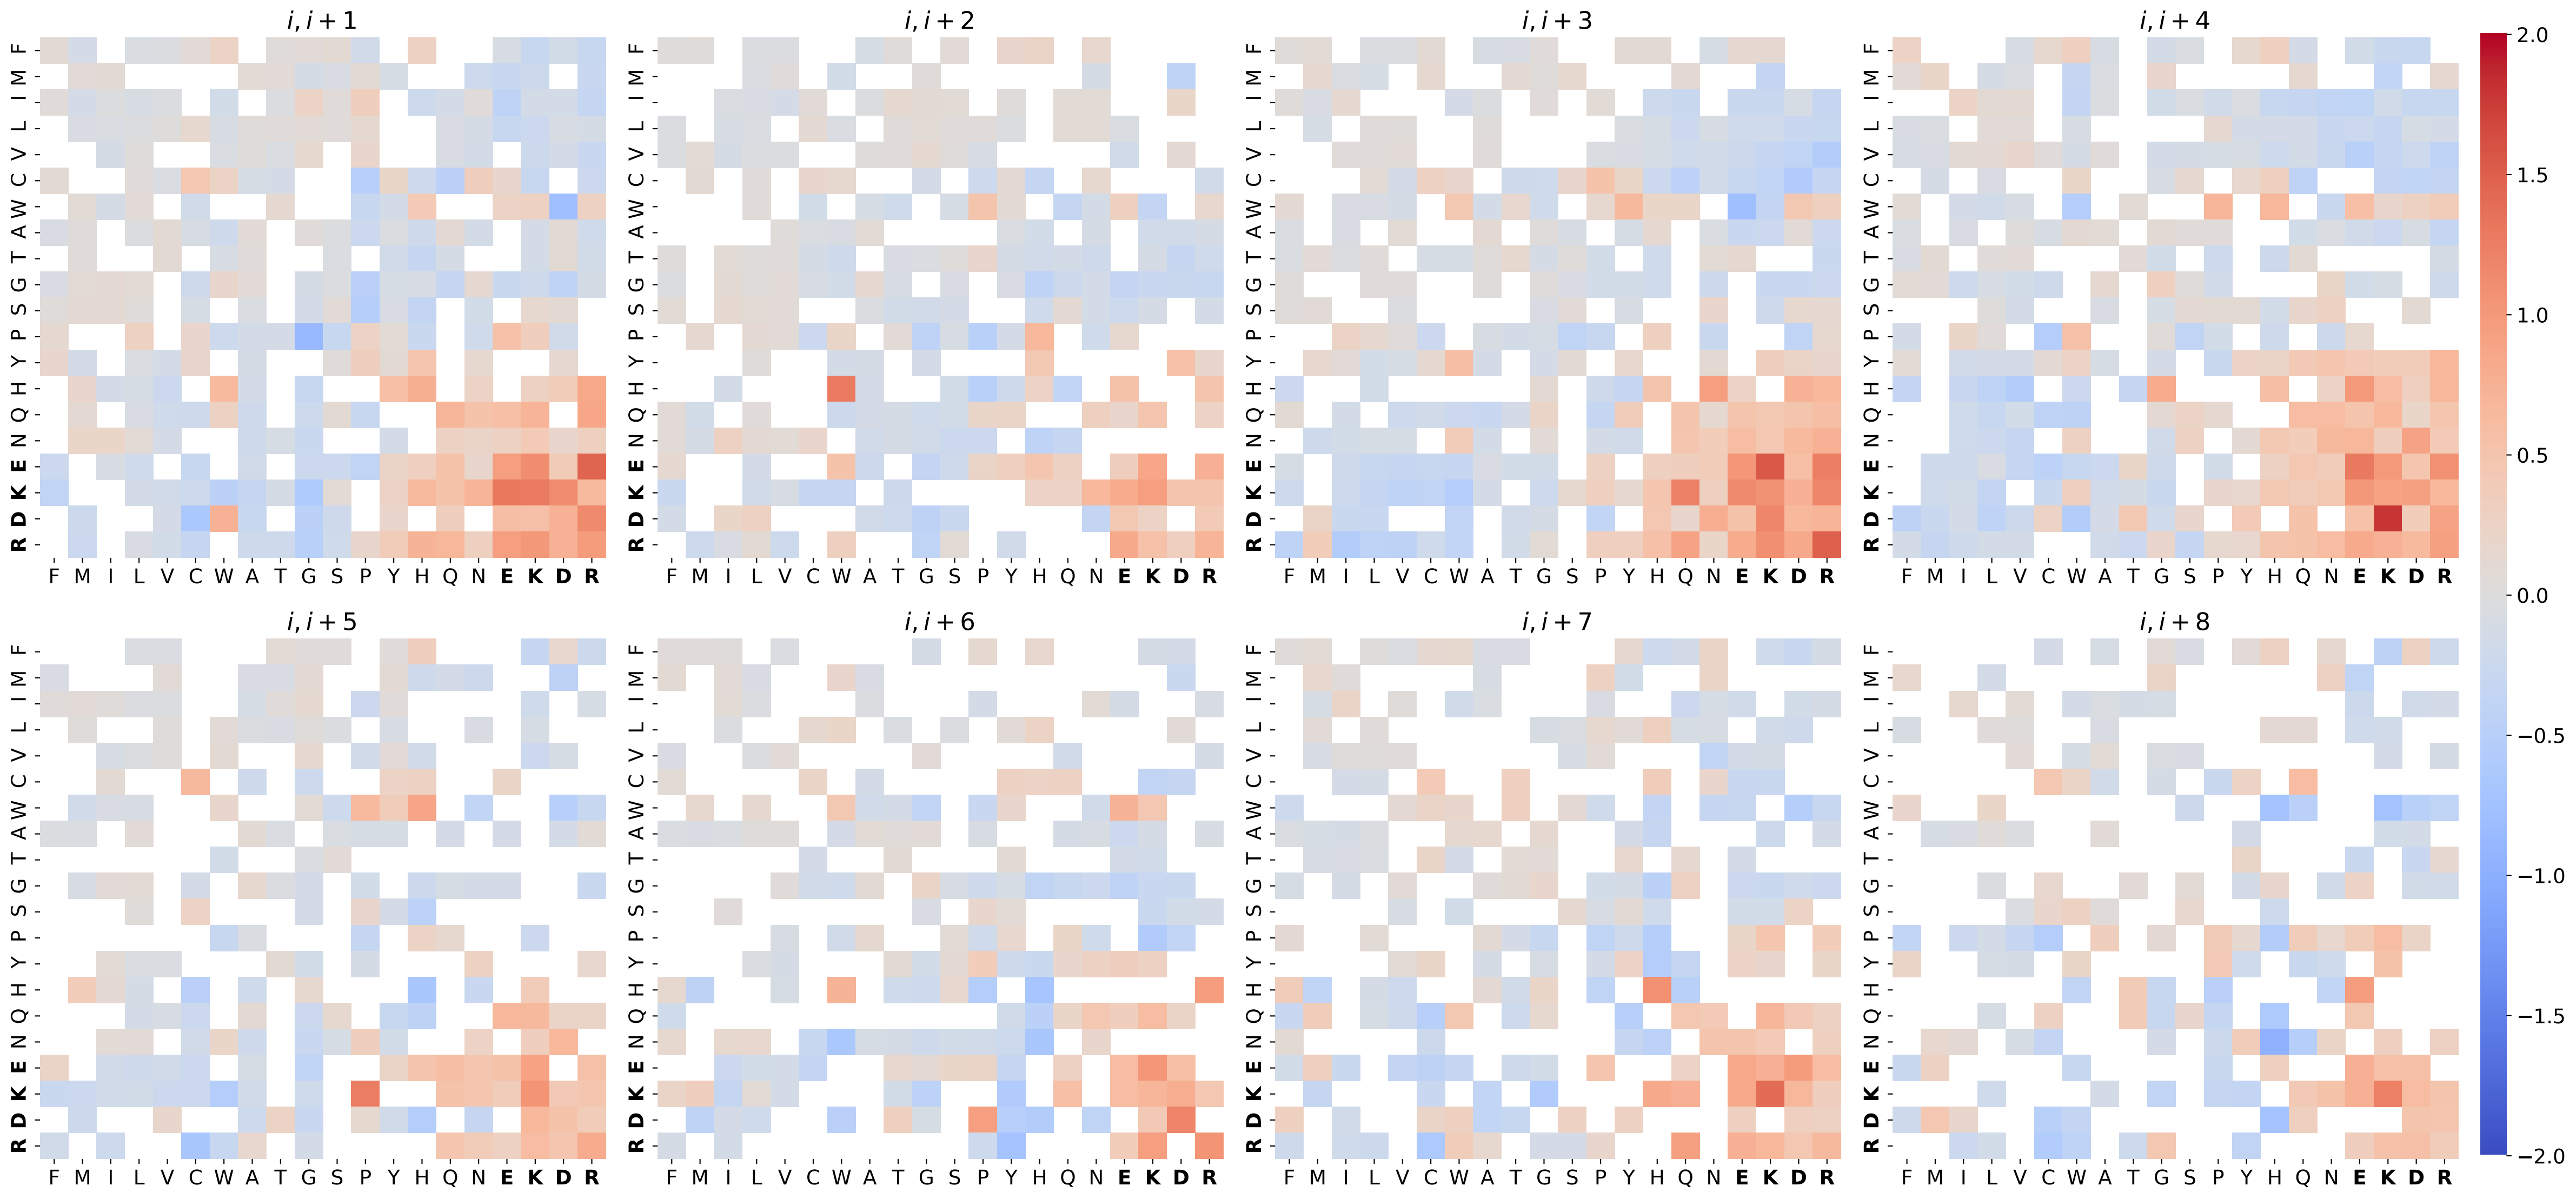 i, i + 1
i, i + 2
i, i + 3
i, i + 4
F M I L V C W A T G S P Y H Q N E K D R
F M I L V C W A T G S P Y H Q N E K D R
F M I L V C W A T G S P Y H Q N E K D R
F M I L V C W A T G S P Y H Q N E K D R
F M I L V C W A T G S P Y H Q N E K D R
F M I L V C W A T G S P Y H Q N E K D R
F M I L V C W A T G S P Y H Q N E K D R
F M I L V C W A T G S P Y H Q N E K D R
i, i + 5
i, i + 6
i, i + 7
i, i + 8
F M I L V C W A T G S P Y H Q N E K D R
F M I L V C W A T G S P Y H Q N E K D R
F M I L V C W A T G S P Y H Q N E K D R
F M I L V C W A T G S P Y H Q N E K D R
F M I L V C W A T G S P Y H Q N E K D R
F M I L V C W A T G S P Y H Q N E K D R
F M I L V C W A T G S P Y H Q N E K D R
F M I L V C W A T G S P Y H Q N E K D R
2.0
1.5
1.0
0.5
0.0
−0.5
−1.0
−1.5
−2.0